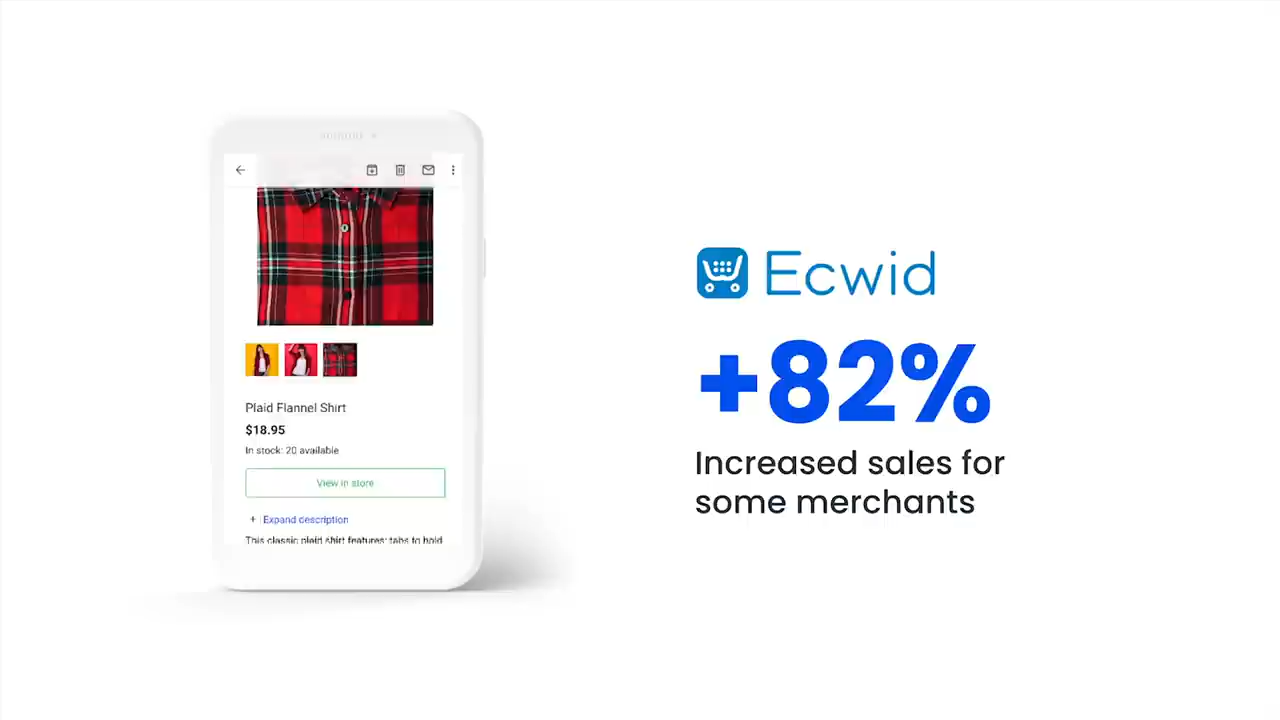 Plaid Flannel Shirt
$18.95
In stock: 20 available
View in store
+ Expand description
This classic plaid shirt features: tabs to hold
Ecwid
+82%
Increased sales for
some merchants